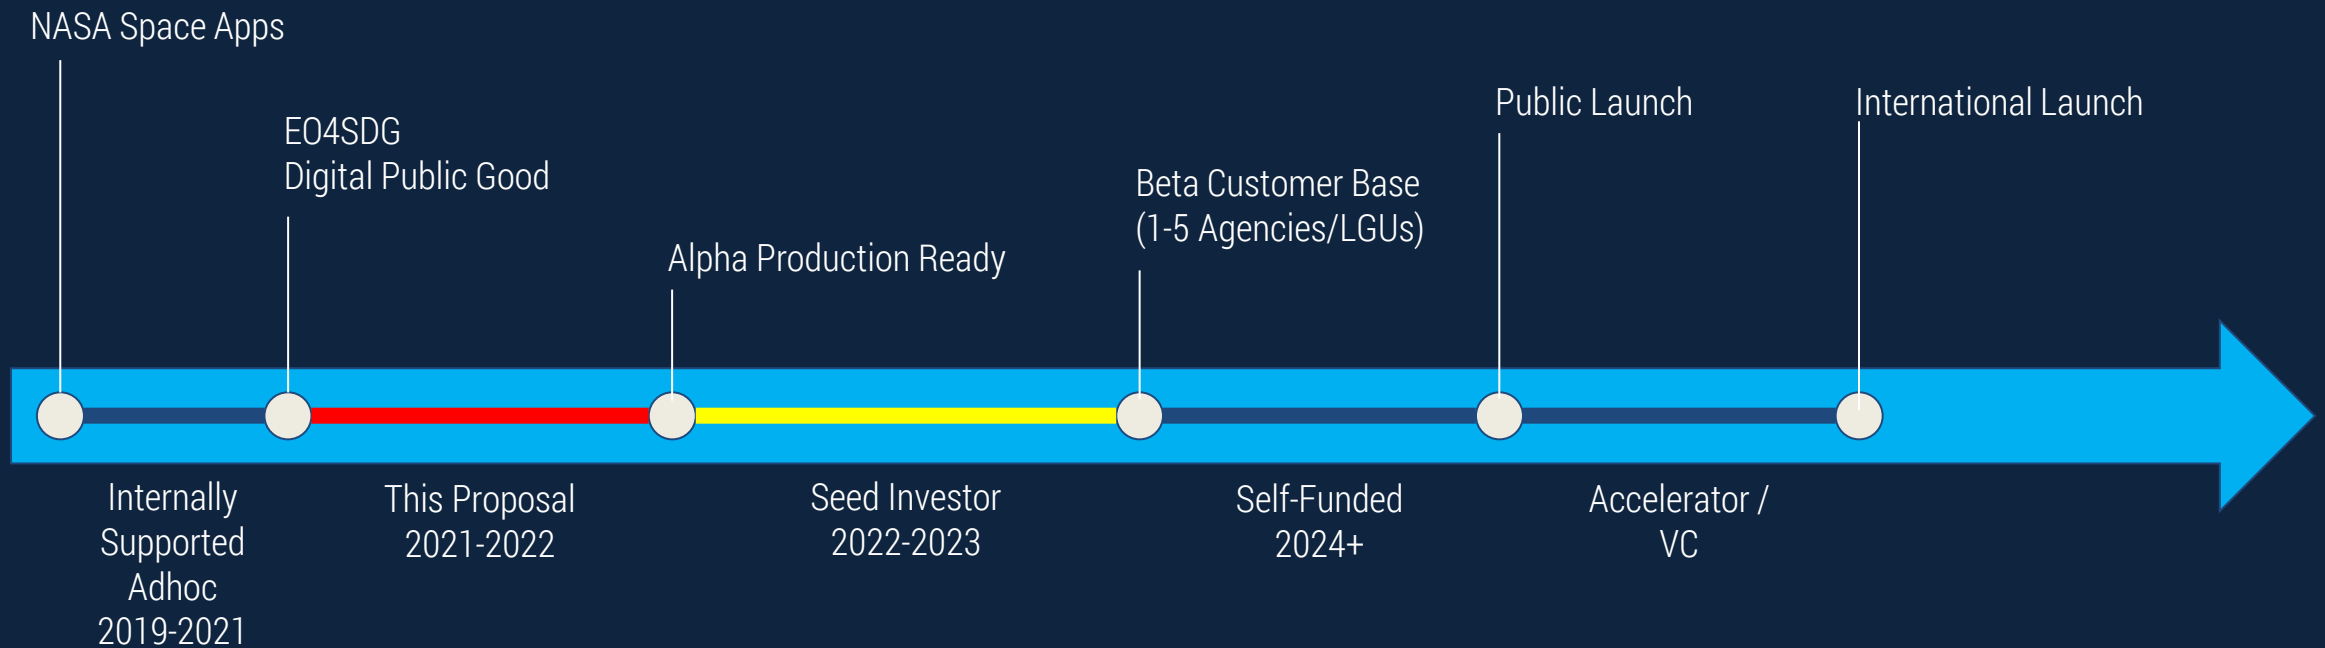 NASA Space Apps
EO4SDG
Digital Public Good
Alpha Production Ready
Beta Customer Base
(1-5 Agencies/LGUs)
Public Launch
International Launch
Internally
Supported
Adhoc
2019-2021
This Proposal
2021-2022
Seed Investor
2022-2023
Self-Funded
2024+
Accelerator /
VC